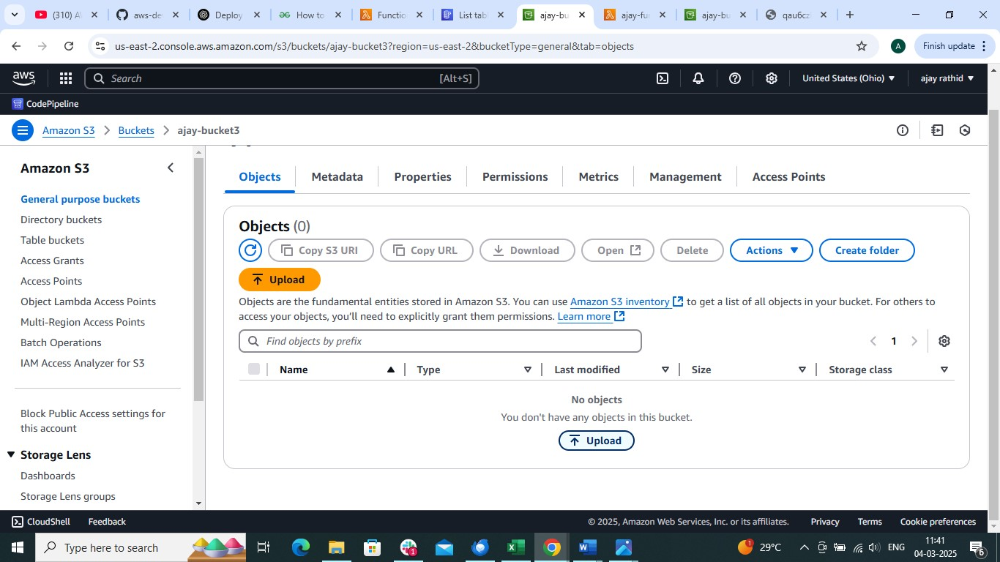 (310) A
aws-de
Deploy
How to
Functio
List tab
ajay-bu
ajay-fu
ajay-bu
qau6cz
us-east-2.console.aws.amazon.com/s3/buckets/ajay-bucket3?region=us-east-2&bucketType=general&tab=objects
A
Finish update
aws
Search
[Alt+S]
United States (Ohio)
ajay rathid
CodePipeline
Amazon S3
Buckets
ajay-bucket3
Amazon S3
General purpose buckets
Directory buckets
Table buckets
Access Grants
Access Points
Object Lambda Access Points
Multi-Region Access Points
Batch Operations
IAM Access Analyzer for S3
Block Public Access settings for
this account
Storage Lens
Dashboards
Storage Lens groups
Objects
Metadata
Properties
Permissions
Metrics
Management
Access Points
Objects (0)
Copy S3 URI
Copy URL
Download
Open
Delete
Actions
Create folder
Upload
Objects are the fundamental entities stored in Amazon S3. You can use Amazon S3 inventory to get a list of all objects in your bucket. For others to
access your objects, you'll need to explicitly grant them permissions. Learn more
Find objects by prefix
1
Name
Type
Last modified
Size
Storage class
No objects
You don't have any objects in this bucket.
Upload
CloudShell
Feedback
© 2025, Amazon Web Services, Inc. or its affiliates.
Privacy
Terms
Cookie preferences
Type here to search
1
1
29°C
ENG
11:41
04-03-2025
6